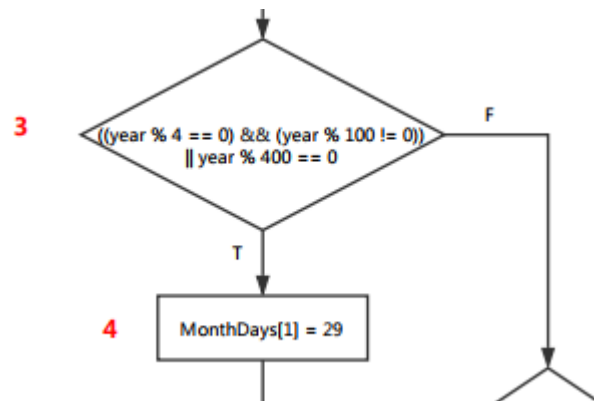 F
3
((year % 4 == 0) && (year % 100 != 0))
|| year % 400 == 0
T
4
MonthDays[1] = 29